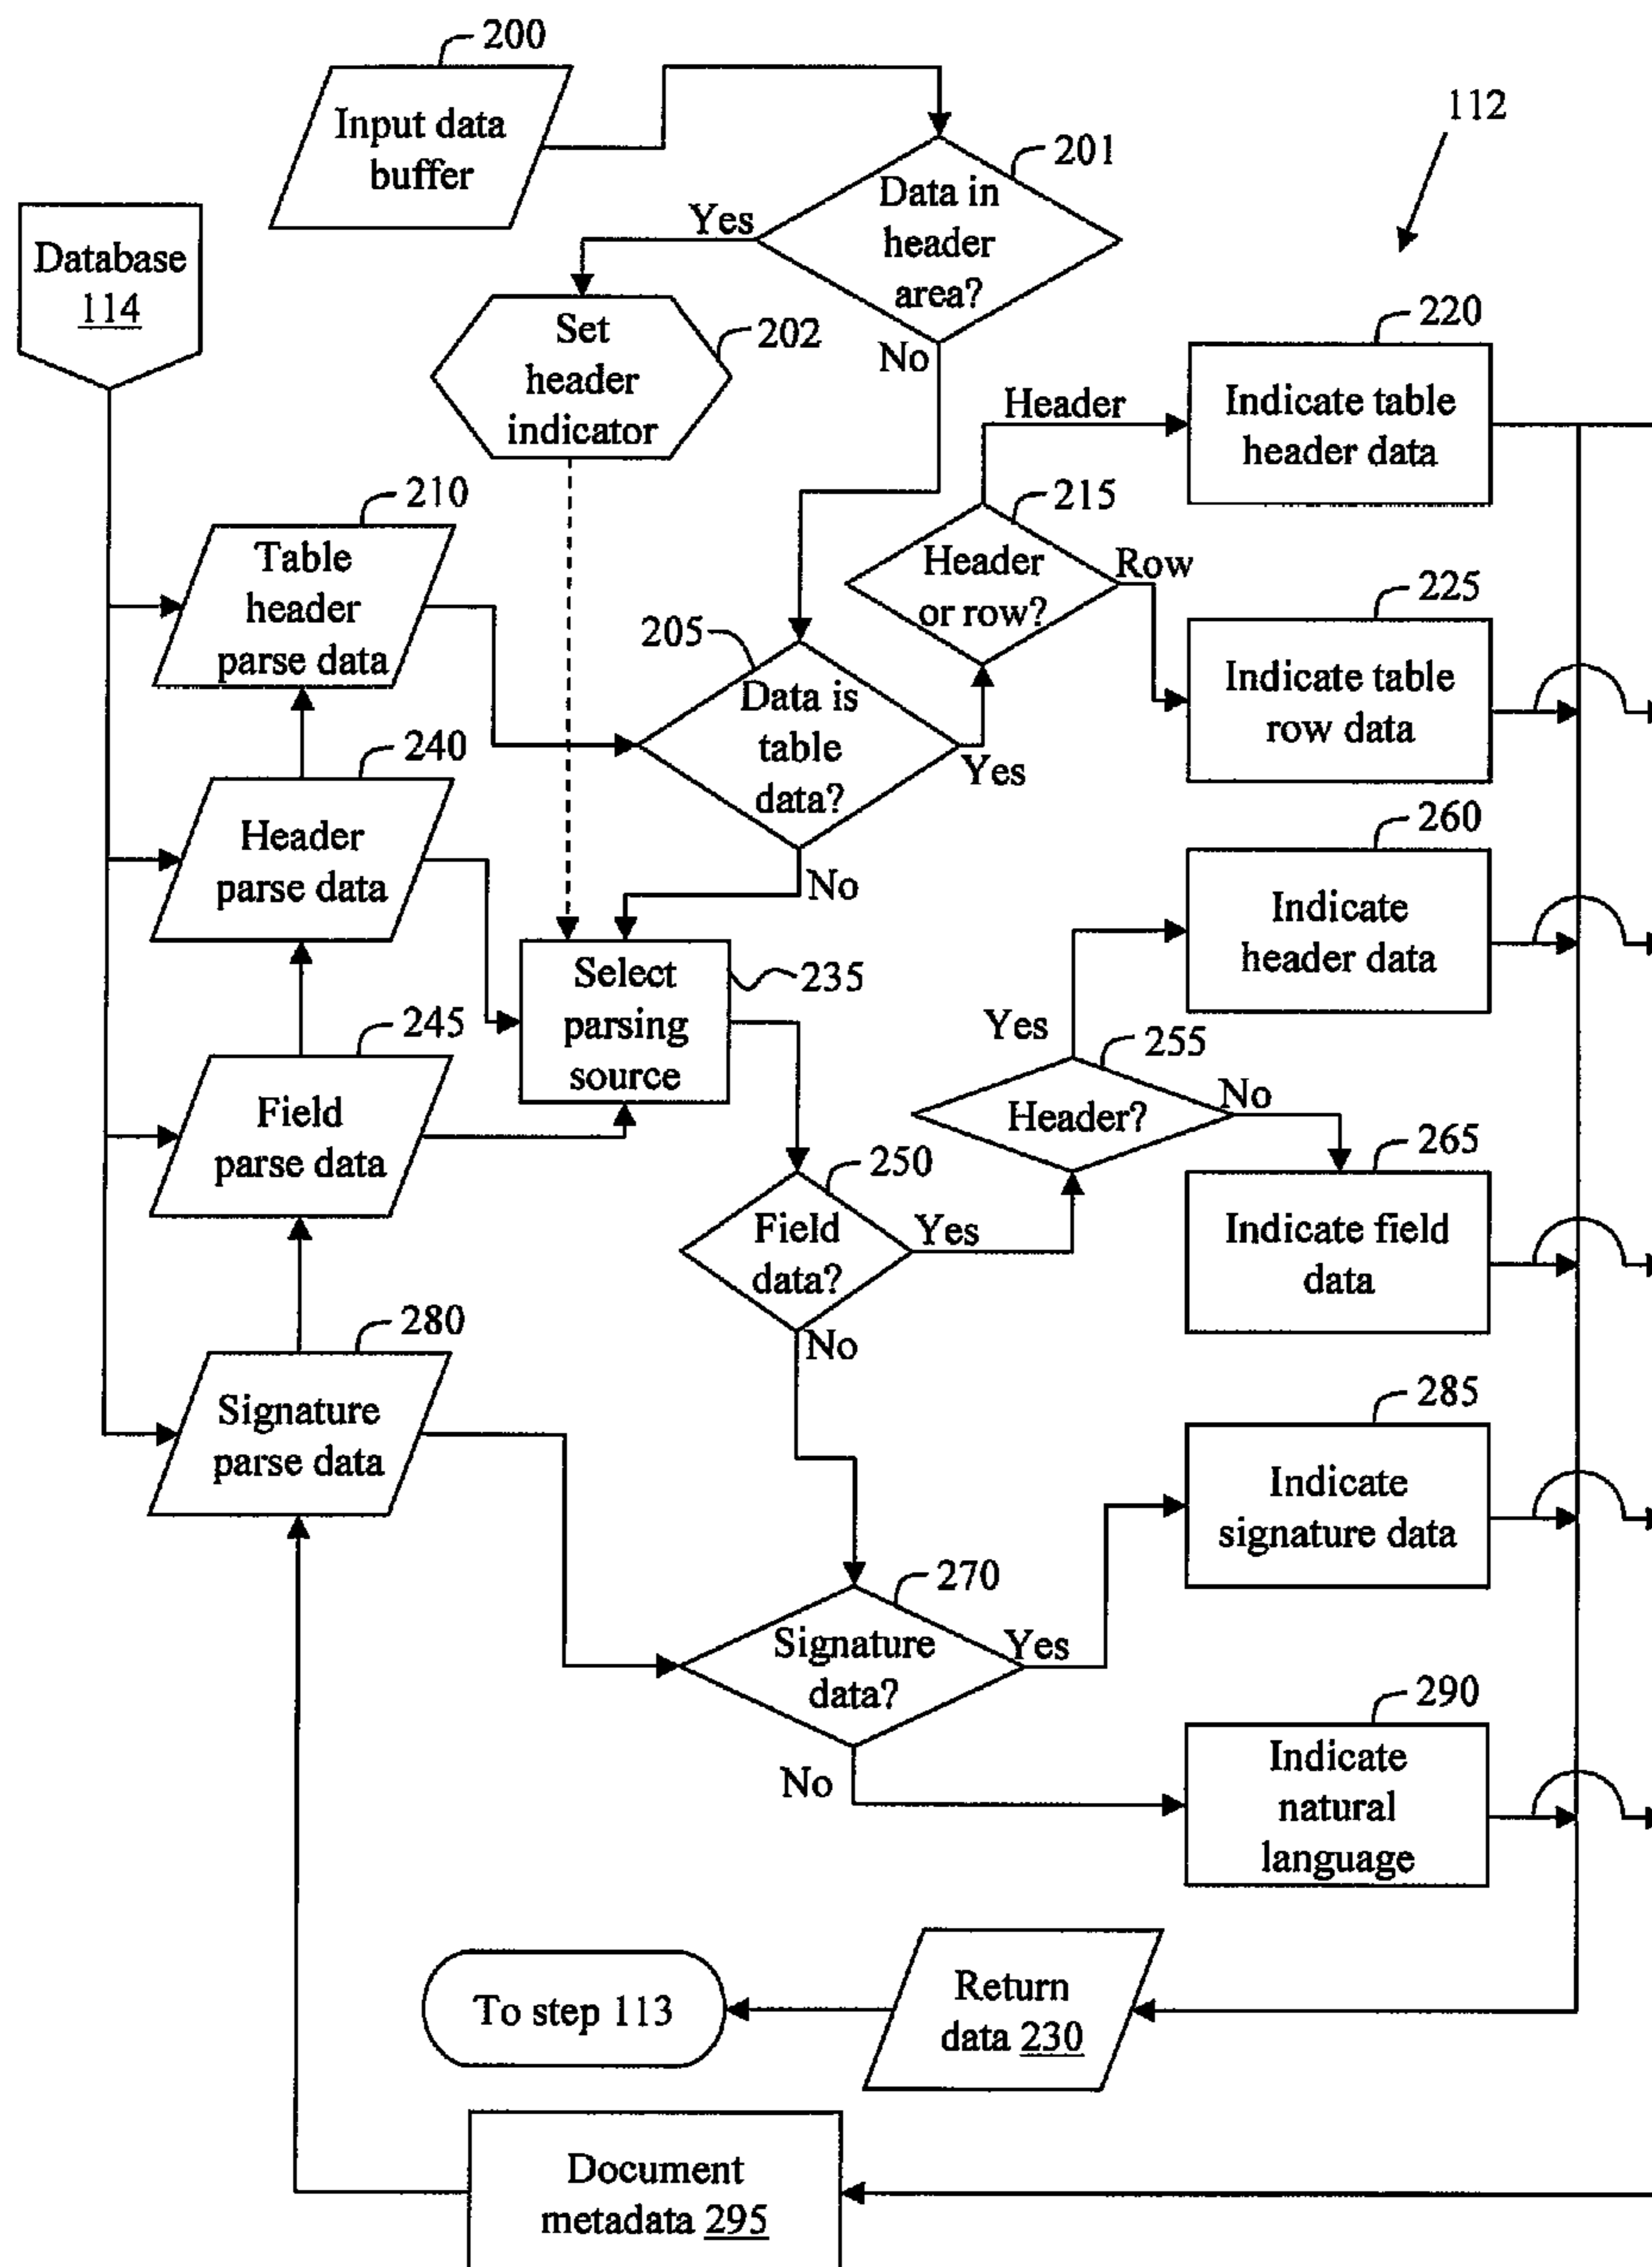 200
Input data
buffer
112
201
Data in
header
area?
Yes
No
Database
114
Set
header
indicator
202
220
Indicate table
header data
Header
210
Table
header
parse data
215
Header
or row?
Row
225
Indicate table
row data
205
Data is
table
data?
Yes
No
240
Header
parse data
260
Indicate
header data
Select
parsing
source
235
245
Field
parse data
Yes
255
Header?
No
265
Indicate field
data
250
Field
data?
Yes
No
280
Signature
parse data
285
Indicate
signature data
270
Signature
data?
Yes
No
290
Indicate
natural
language
To step 113
Return
data 230
Document
metadata 295